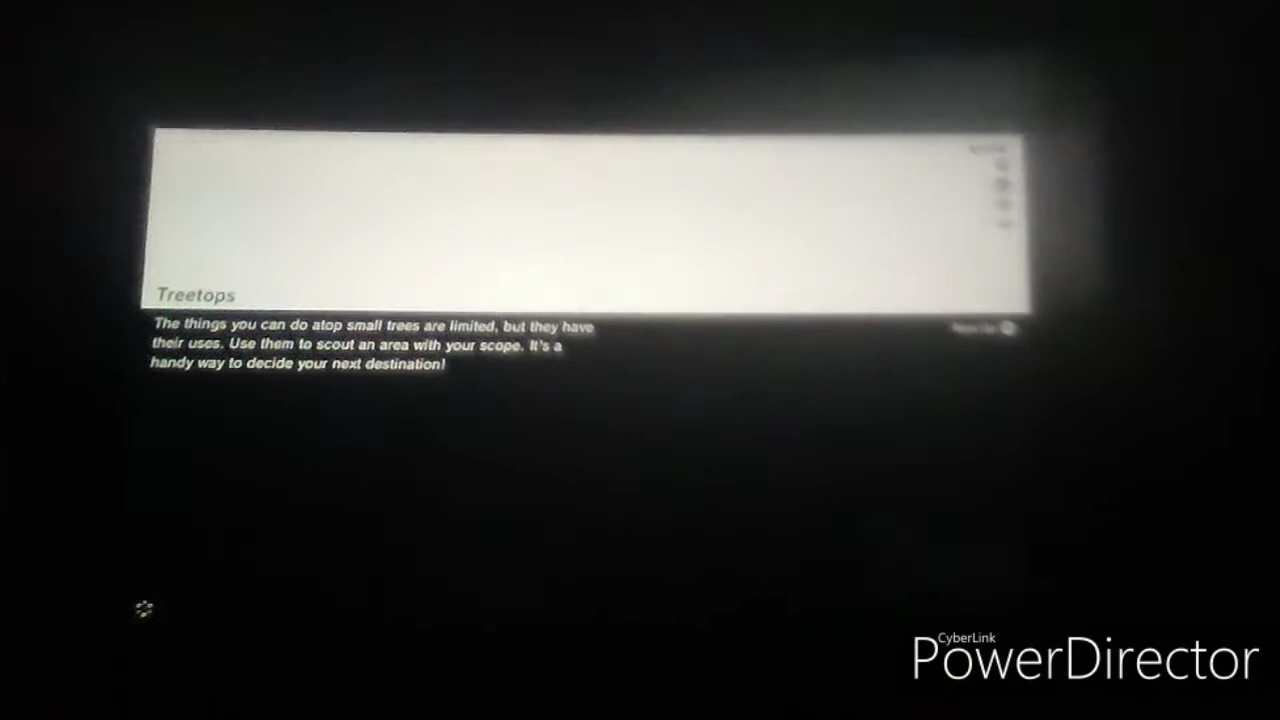 Treetops
The things you can do atop small trees are limited, but they have
their uses. Use them to scout an area with your scope. It's a
handy way to decide your next destination!
CyberLink
PowerDirector